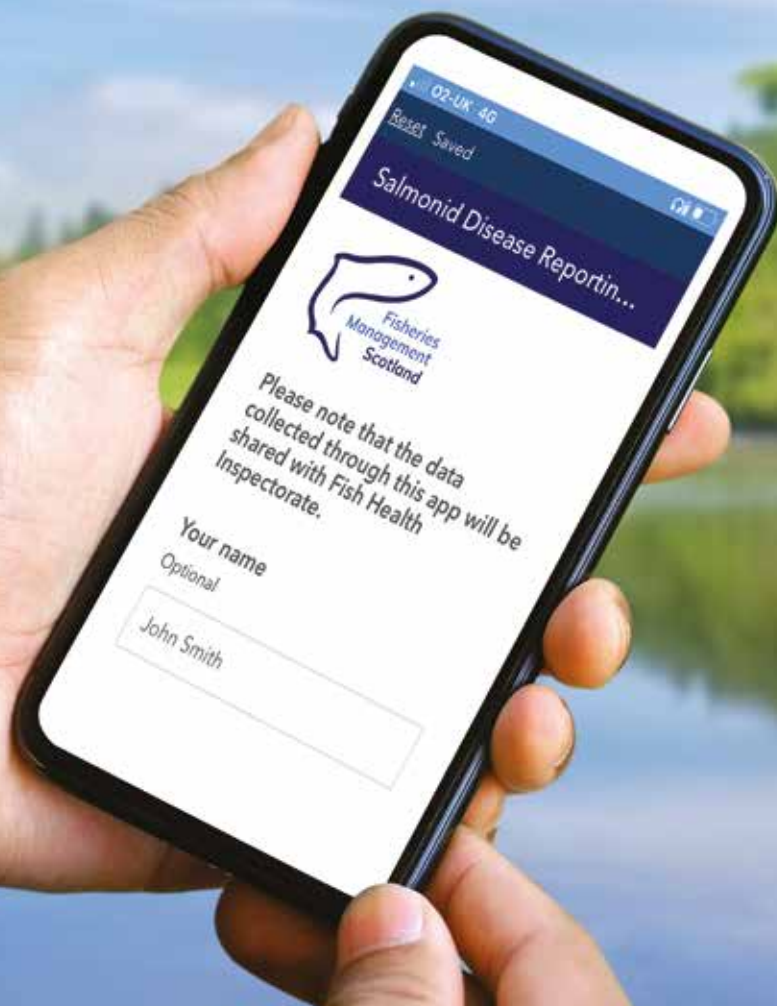 O2-UK 4G
Reset Saved
Salmonid Disease Reportin...
Fisheries
Management
Scotland
Please note that the data
collected through this app will be
shared with Fish Health
Inspectorate.
Your name
Optional
John Smith